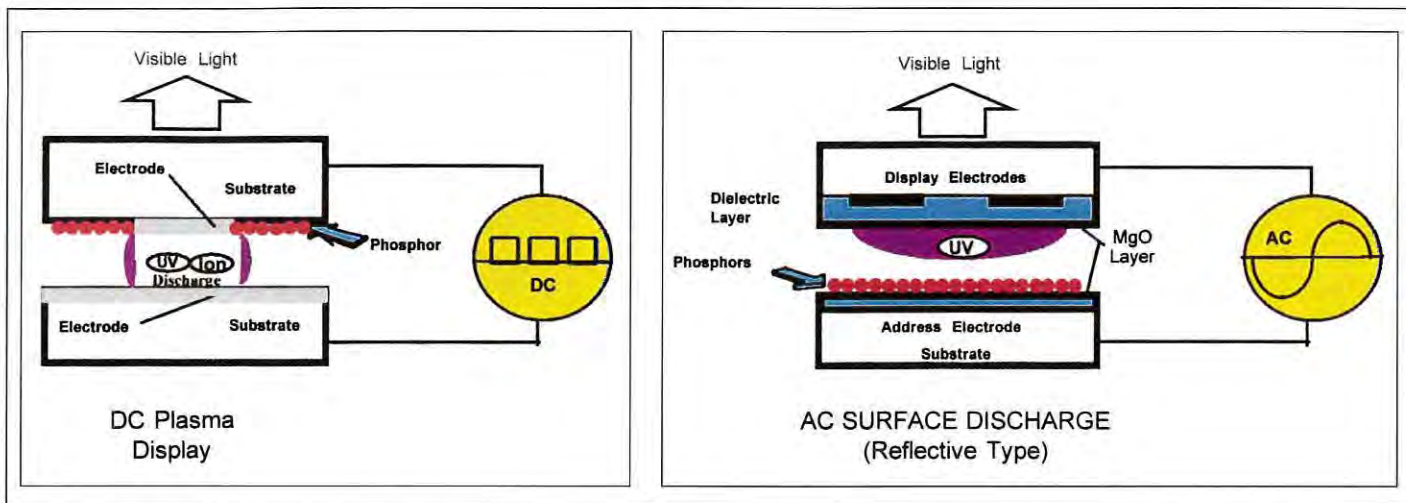 Visible Light
Electrode
Substrate
Phosphor
UV Ion
Discharge
DC
Electrode
Substrate
DC Plasma
Display
Visible Light
Display Electrodes
Dielectric
Layer
UV
MgO
Layer
AC
Phosphors
Address Electrode
Substrate
AC SURFACE DISCHARGE
(Reflective Type)